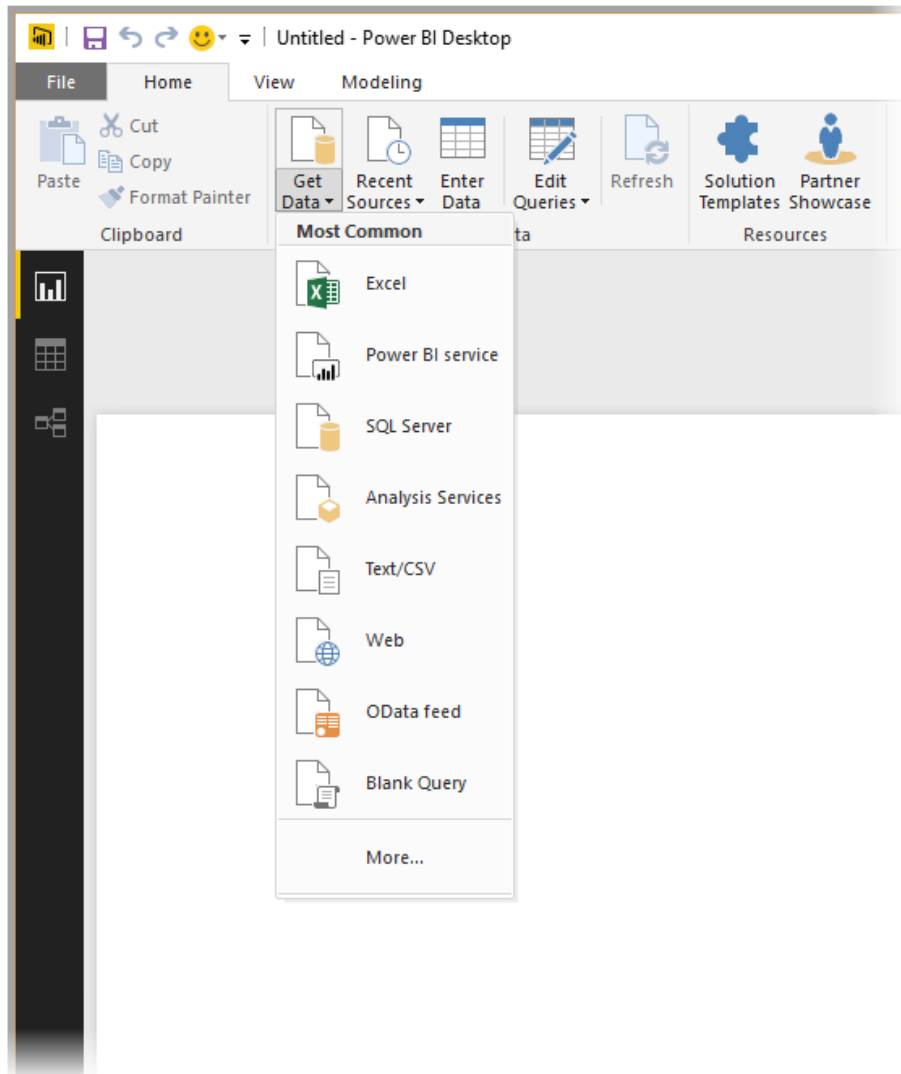 Untitled - Power BI Desktop
File Home View Modeling
Cut
Copy
Format Painter
Paste
Get Data
Recent Sources
Enter Data
Edit Queries
Refresh
Solution Templates
Partner Showcase
Clipboard
ta
Resources
Most Common
Excel
Power BI service
SQL Server
Analysis Services
Text/CSV
Web
OData feed
Blank Query
More...